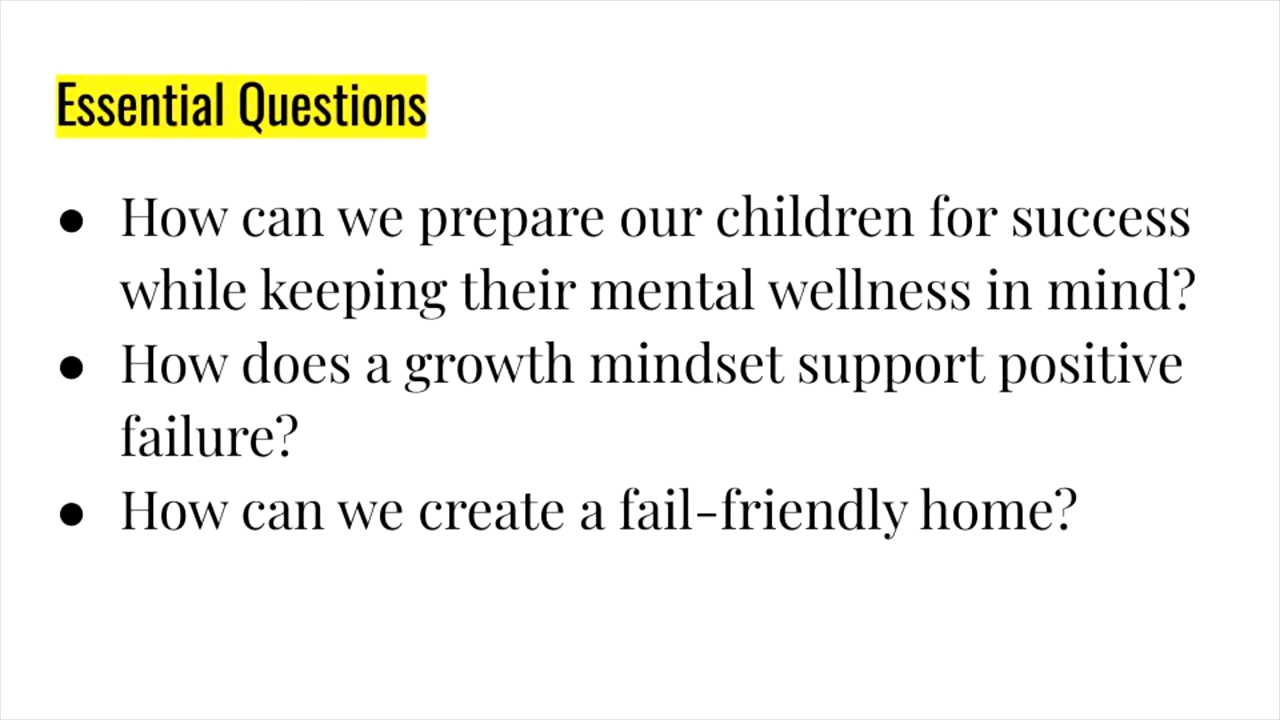 Essential Questions
● How can we prepare our children for success
while keeping their mental wellness in mind?
● How does a growth mindset support positive
failure?
● How can we create a fail-friendly home?